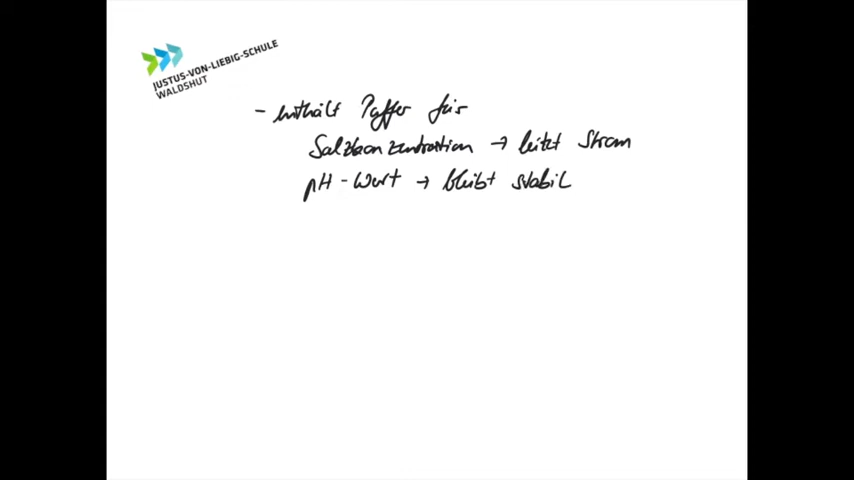 JUSTUS-VON-LIEBIG-SCHULE
WALDSHUT
- enthält Puffer für
Salzkonzentration → leitet Strom
pH-Wert → bleibt stabil